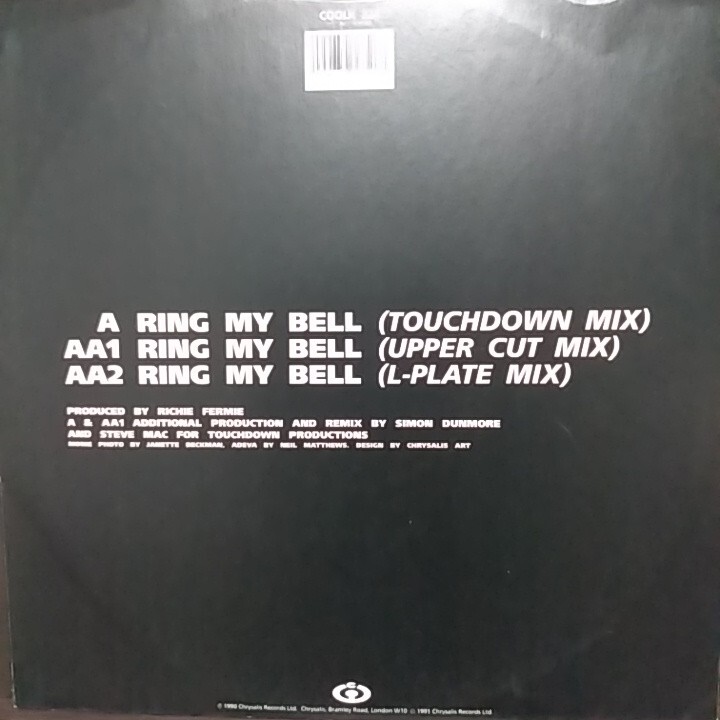 COOLR
A RING MY BELL (TOUCHDOWN MIX)
AA1 RING MY BELL (UPPER CUT MIX)
AA2 RING MY BELL (L-PLATE MIX)
PRODUCED BY RICHIE FERMIE
A & AA1 ADDITIONAL PRODUCTION AND REMIX BY SIMON DUNMORE
AND STEVE MAC FOR TOUCHDOWN PRODUCTIONS
MONIE PHOTO BY JANETTE BECKMAN. ADEVA BY NEIL MATTHEWS. DESIGN BY CHRYSALIS ART
© 1990 Chrysalis Records Ltd. Chrysalis, Bramley Road, London W10 1991 Chrysalis Records Ltd